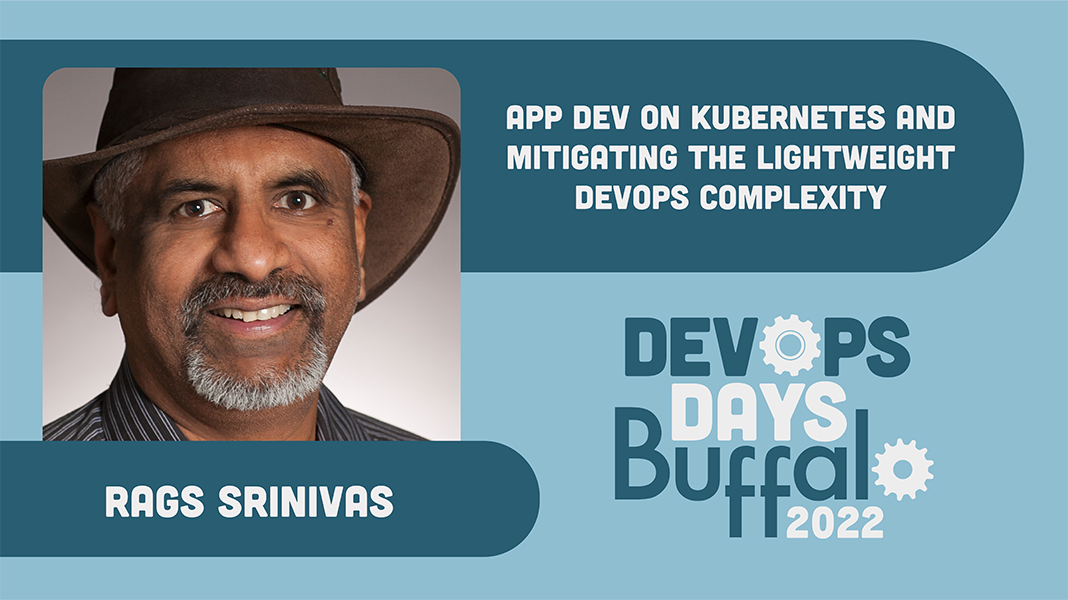 APP DEV ON KUBERNETES AND
MITIGATING THE LIGHTWEIGHT
DEVOPS COMPLEXITY
DEVOPS
DAYS
Buffalo
2022
RAGS SRINIVAS